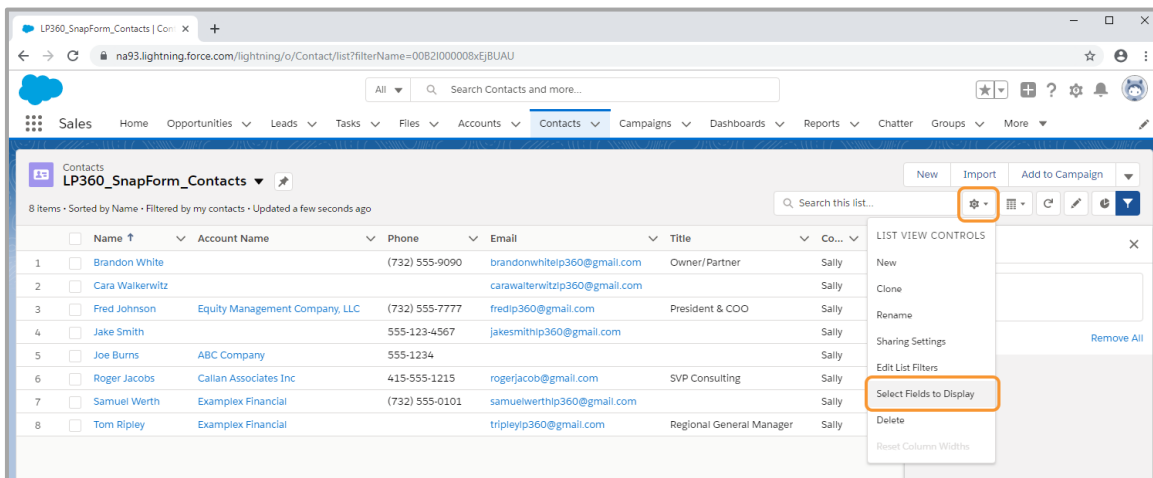 LP360_SnapForm_Contacts | Con
na93.lightning.force.com/lightning/o/Contact/list?filterName=00B2I000008xEjBUAU
All Search Contacts and more...
Sales Home Opportunities Leads Tasks Files Accounts Contacts Campaigns Dashboards Reports Chatter Groups More
Contacts
LP360_SnapForm_Contacts
New Import Add to Campaign
8 items • Sorted by Name • Filtered by my contacts • Updated a few seconds ago
Search this list...
Name Account Name Phone Email Title Co...
1 Brandon White (732) 555-9090 brandonwhitelp360@gmail.com Owner/Partner Sally
2 Cara Walkerwitz carawalterwitzlp360@gmail.com Sally
3 Fred Johnson Equity Management Company, LLC (732) 555-7777 fredlp360@gmail.com President & COO Sally
4 Jake Smith 555-123-4567 jakesmithlp360@gmail.com Sally
5 Joe Burns ABC Company 555-1234 Sally
6 Roger Jacobs Callan Associates Inc 415-555-1215 rogerjacob@gmail.com SVP Consulting Sally
7 Samuel Werth Examplex Financial (732) 555-0101 samuelwerthlp360@gmail.com Sally
8 Tom Ripley Examplex Financial tripleylp360@gmail.com Regional General Manager Sally
LIST VIEW CONTROLS
New
Clone
Rename
Sharing Settings
Edit List Filters
Select Fields to Display
Delete
Reset Column Widths
Remove All